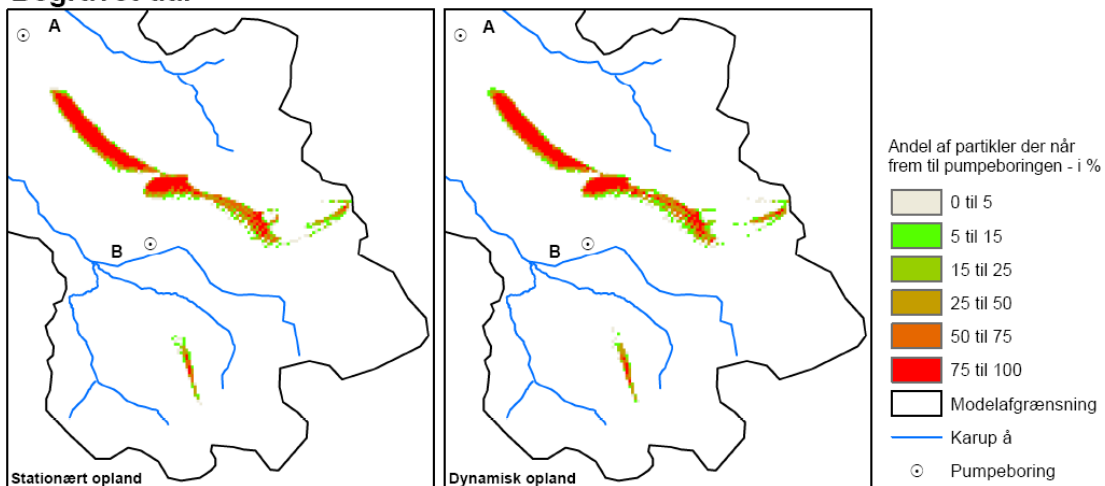 A
B
Stationært opland
A
B
Dynamisk opland
Andel af partikler der når
frem til pumpeboringen - i %
0 til 5
5 til 15
15 til 25
25 til 50
50 til 75
75 til 100
Modelafgrænsning
Karup å
Pumpeboring